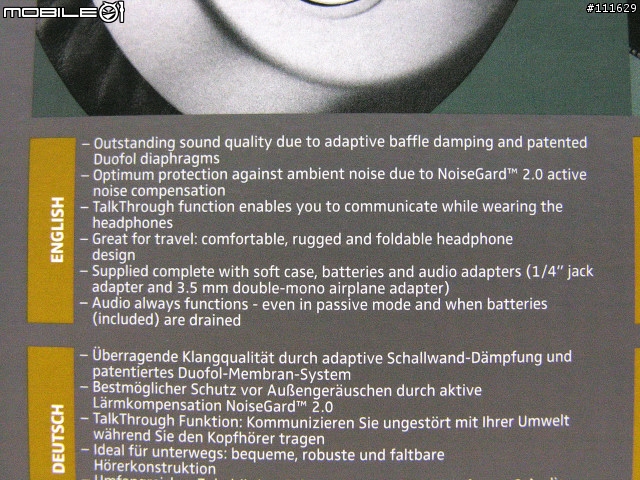 MOBILE01
#111629
– Outstanding sound quality due to adaptive baffle damping and patented
Duofol diaphragms
– Optimum protection against ambient noise due to NoiseGard™ 2.0 active
noise compensation
– TalkThrough function enables you to communicate while wearing the
headphones
– Great for travel: comfortable, rugged and foldable headphone
design
– Supplied complete with soft case, batteries and audio adapters (1/4" jack
adapter and 3.5 mm double-mono airplane adapter)
– Audio always functions - even in passive mode and when batteries
(included) are drained
ENGLISH
– Überragende Klangqualität durch adaptive Schallwand-Dämpfung und
patentiertes Duofol-Membran-System
– Bestmöglicher Schutz vor Außengeräuschen durch aktive
Lärmkompensation NoiseGard™ 2.0
– TalkThrough Funktion: Kommunizieren Sie ungestört mit Ihrer Umwelt
während Sie den Kopfhörer tragen
– Ideal für unterwegs: bequeme, robuste und faltbare
Hörerkonstruktion
DEUTSCH